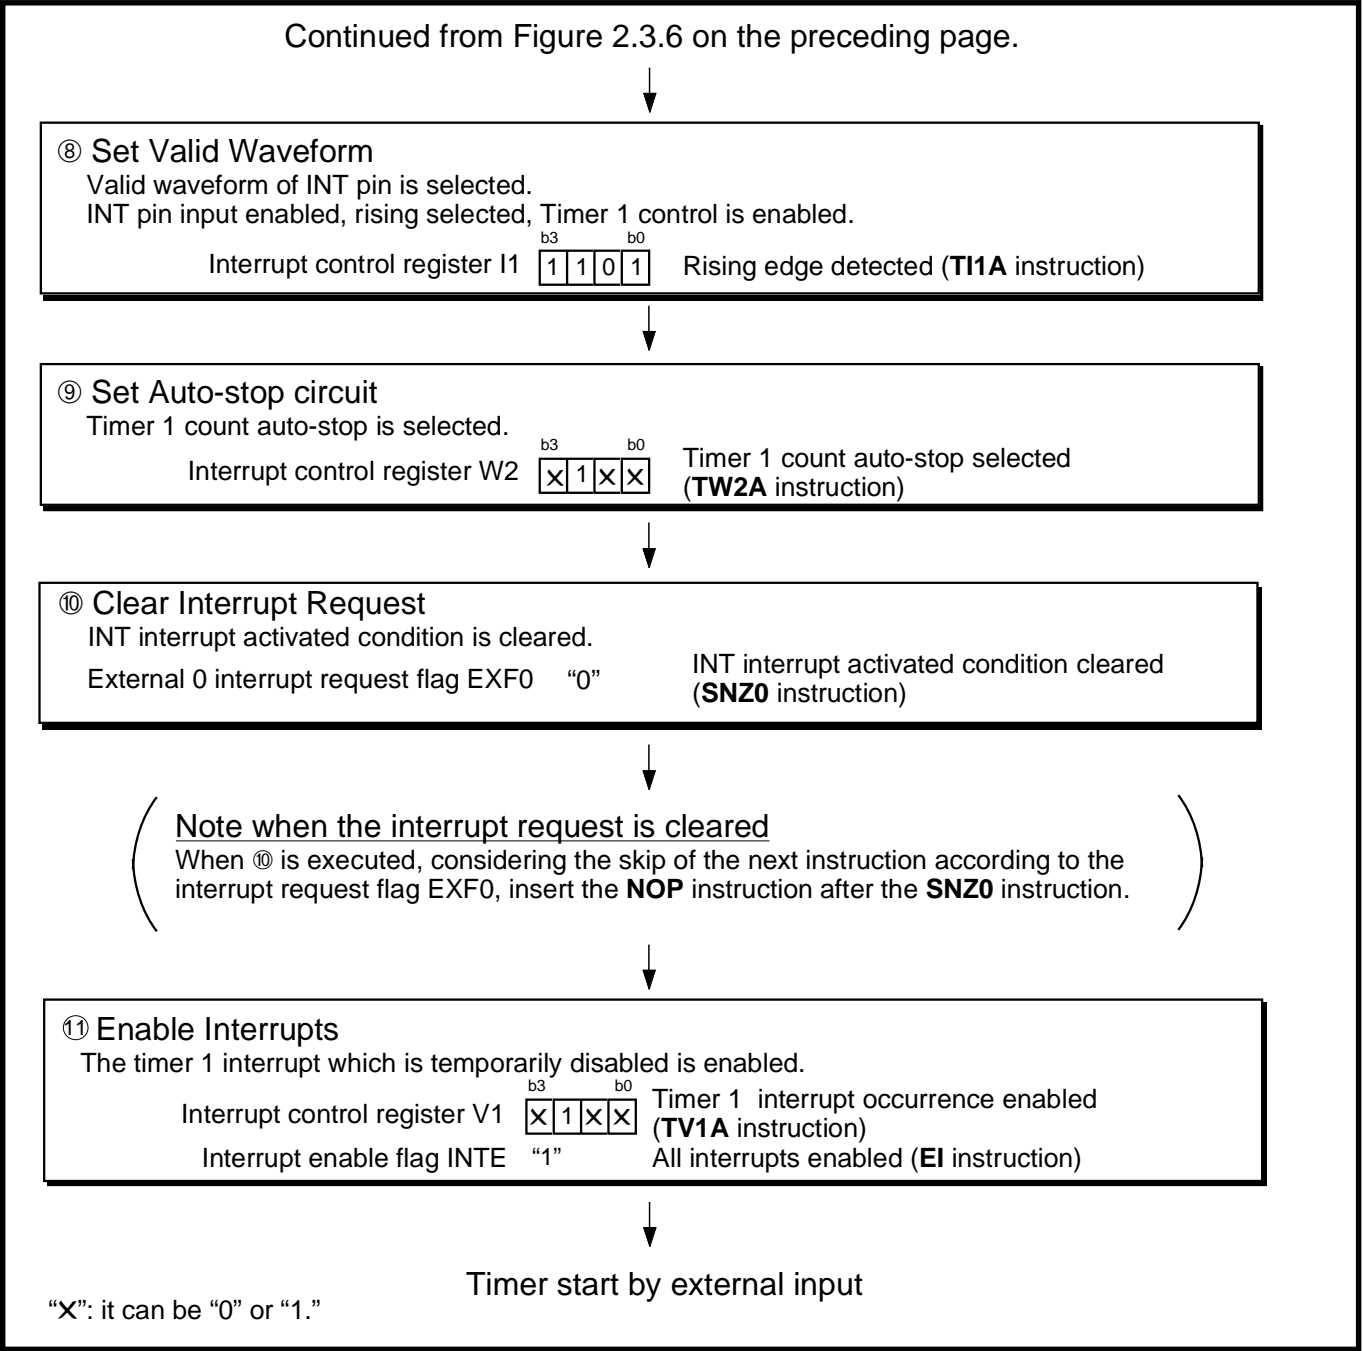 Continued from Figure 2.3.6 on the preceding page.
⑧ Set Valid Waveform
Valid waveform of INT pin is selected.
INT pin input enabled, rising selected, Timer 1 control is enabled.
b3 b0
Interrupt control register I1 1 1 0 1 Rising edge detected (TI1A instruction)
⑨ Set Auto-stop circuit
Timer 1 count auto-stop is selected.
b3 b0
Interrupt control register W2 × 1 × × Timer 1 count auto-stop selected
(TW2A instruction)
⑩ Clear Interrupt Request
INT interrupt activated condition is cleared.
External 0 interrupt request flag EXF0 “0” INT interrupt activated condition cleared
(SNZ0 instruction)
Note when the interrupt request is cleared
When ⑩ is executed, considering the skip of the next instruction according to the
interrupt request flag EXF0, insert the NOP instruction after the SNZ0 instruction.
⑪ Enable Interrupts
The timer 1 interrupt which is temporarily disabled is enabled.
b3 b0
Interrupt control register V1 × 1 × × Timer 1 interrupt occurrence enabled
(TV1A instruction)
Interrupt enable flag INTE “1” All interrupts enabled (EI instruction)
Timer start by external input
“×”: it can be “0” or “1.”